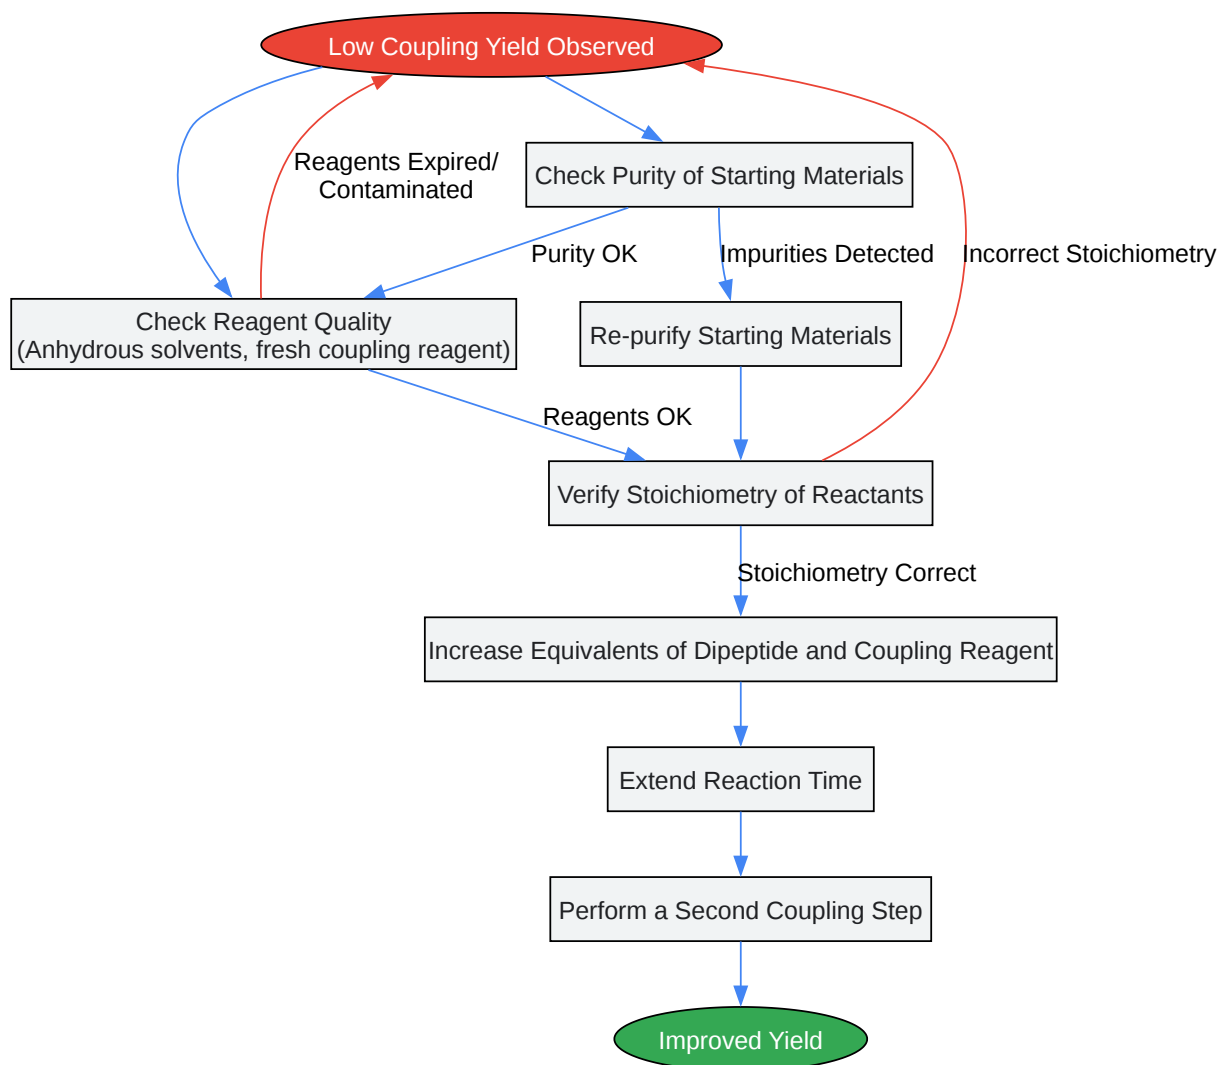 Low Coupling Yield Observed
Reagents Expired/
Contaminated
Check Purity of Starting Materials
Purity OK
Impurities Detected
Incorrect Stoichiometry
Check Reagent Quality
(Anhydrous solvents, fresh coupling reagent)
Re-purify Starting Materials
Reagents OK
Verify Stoichiometry of Reactants
Stoichiometry Correct
Increase Equivalents of Dipeptide and Coupling Reagent
Extend Reaction Time
Perform a Second Coupling Step
Improved Yield